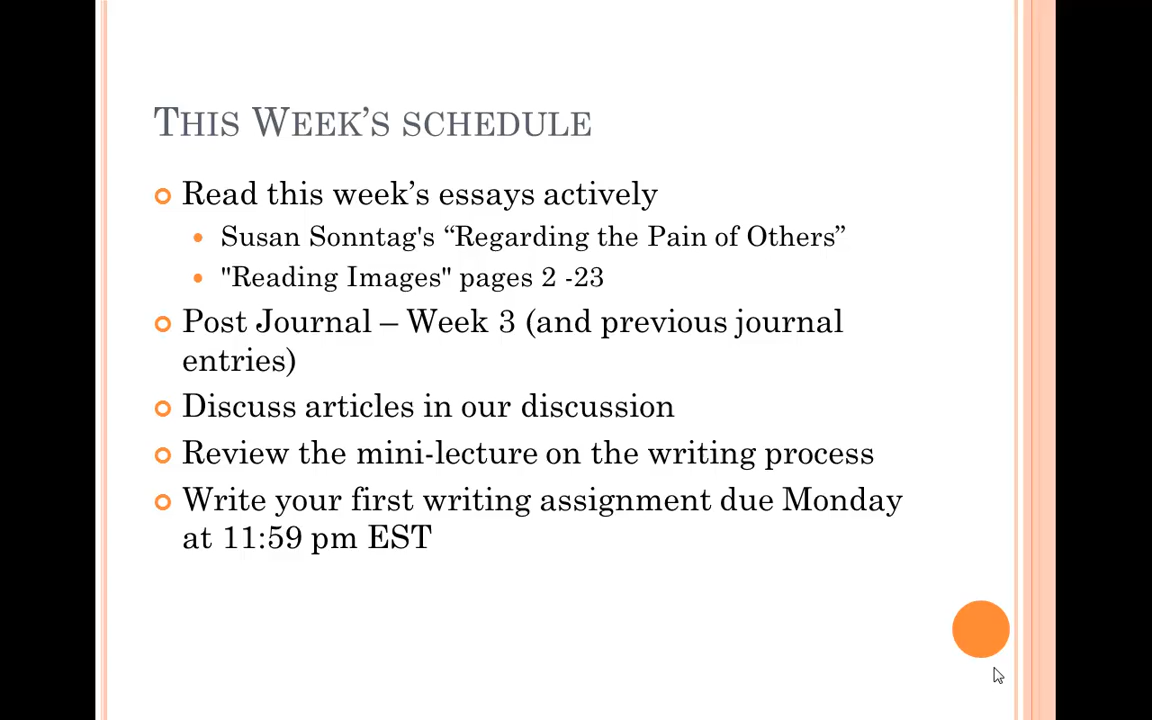 THIS WEEK’S SCHEDULE
Read this week’s essays actively
Susan Sonntag's “Regarding the Pain of Others”
"Reading Images" pages 2 -23
Post Journal – Week 3 (and previous journal
entries)
Discuss articles in our discussion
Review the mini-lecture on the writing process
Write your first writing assignment due Monday
at 11:59 pm EST